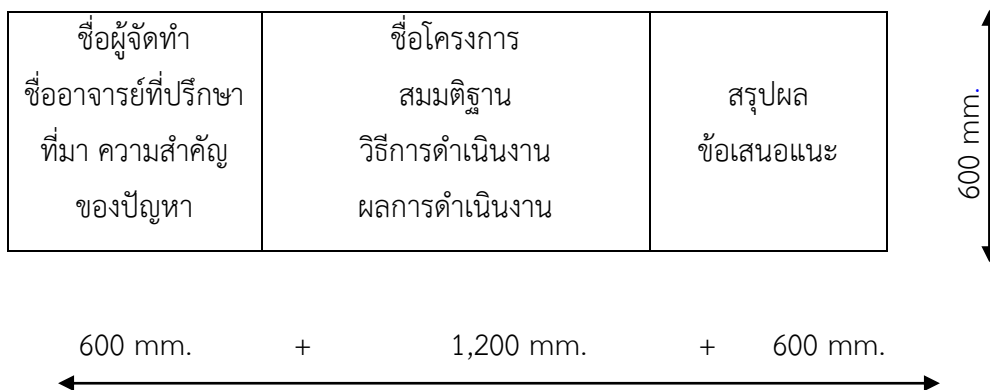 ชื่อผู้จัดทำ
ชื่ออาจารย์ที่ปรึกษา
ที่มา ความสำคัญ
ของปัญหา
ชื่อโครงการ
สมมติฐาน
วิธีการดำเนินงาน
ผลการดำเนินงาน
สรุปผล
ข้อเสนอแนะ
600 mm.
600 mm. + 1,200 mm. + 600 mm.